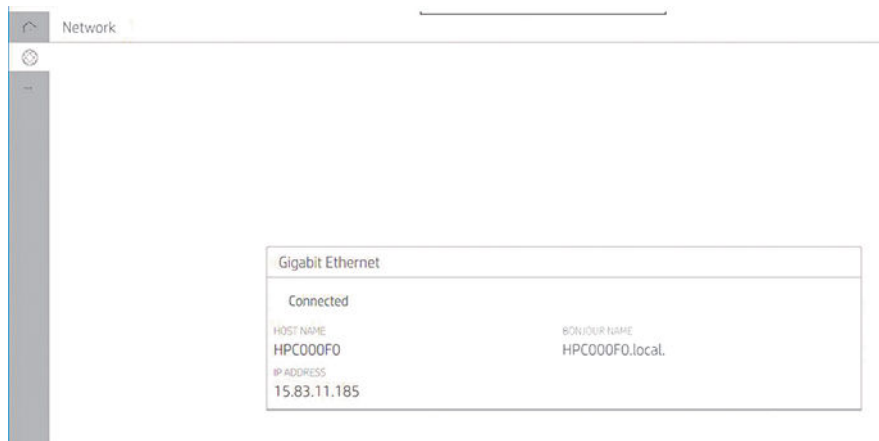 Network
Gigabit Ethernet
Connected
HOST NAME
BONJOUR NAME
HPC000F0
HPC000F0.local.
IP ADDRESS
15.83.11.185